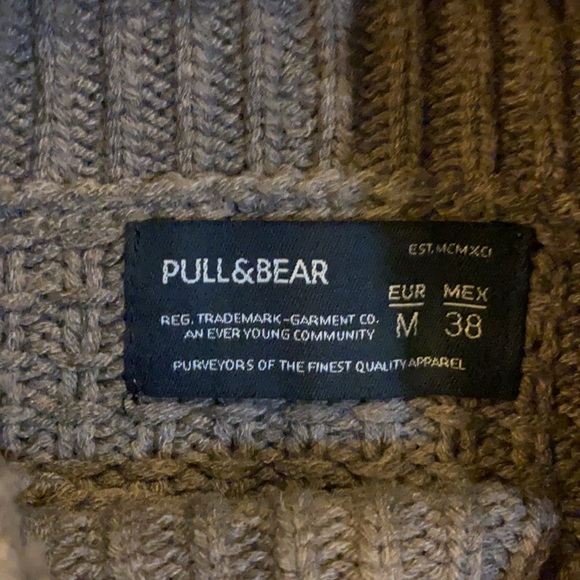 EST. MCMXCI
PULL&BEAR
EUR MEX
M 38
REG. TRADEMARK-GARMENT CO.
AN EVER YOUNG COMMUNITY
PURVEYORS OF THE FINEST QUALITY APPAREL